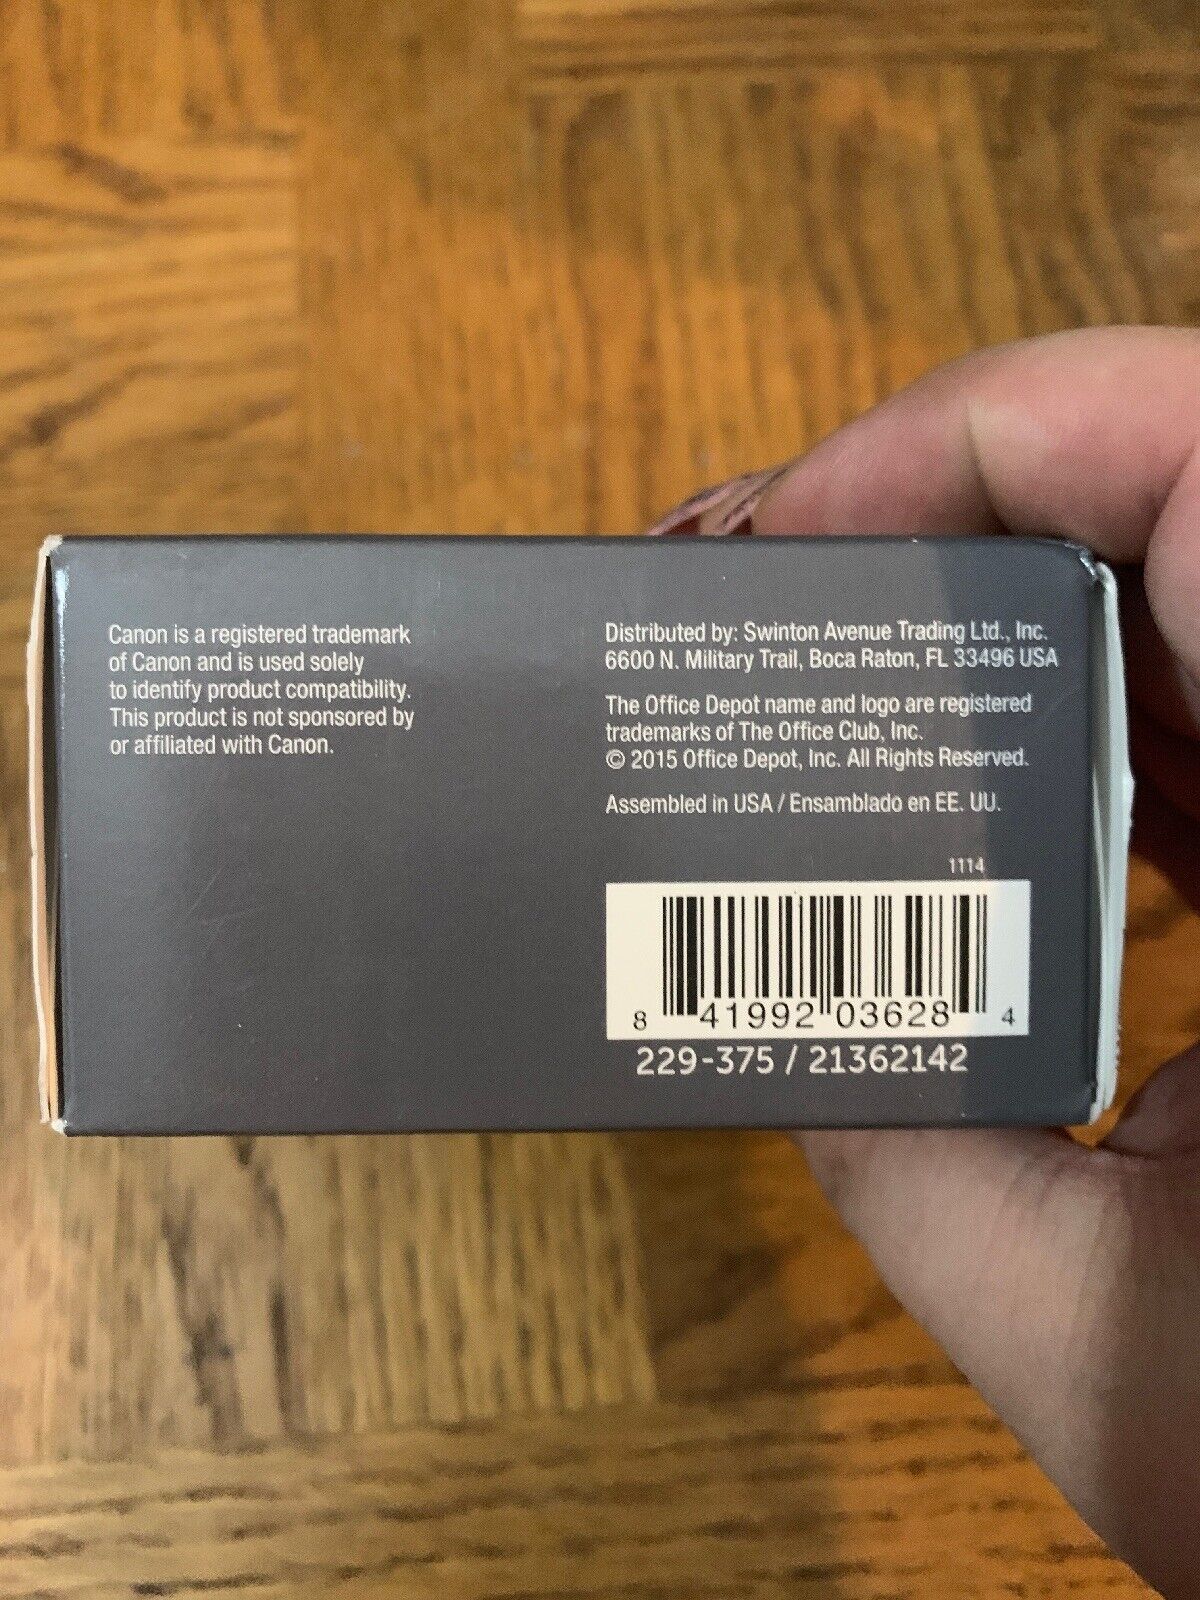 Canon is a registered trademark
of Canon and is used solely
to identify product compatibility.
This product is not sponsored by
or affiliated with Canon.
Distributed by: Swinton Avenue Trading Ltd., Inc.
6600 N. Military Trail, Boca Raton, FL 33496 USA
The Office Depot name and logo are registered
trademarks of The Office Club, Inc.
© 2015 Office Depot, Inc. All Rights Reserved.
Assembled in USA / Ensamblado en EE. UU.
1114
8 41992 03628 4
229-375 / 21362142